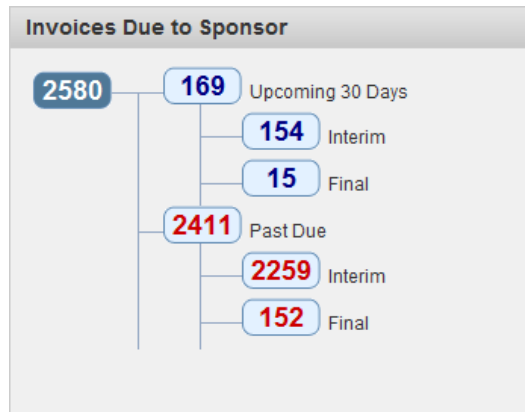 Invoices Due to Sponsor
2580 169 Upcoming 30 Days
154 Interim
15 Final
2411 Past Due
2259 Interim
152 Final